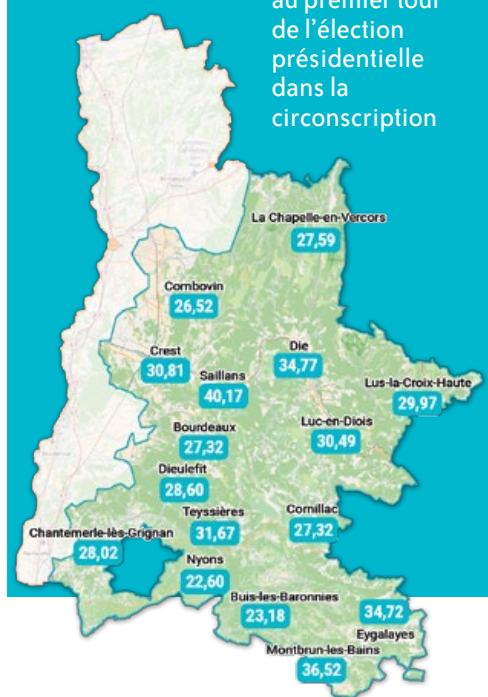 au premier tour
de l'élection
présidentielle
dans la
circonscription
La Chapelle-en-Vercors
27,59
Combovin
26,52
Crest
30,81
Saillans
40,17
Die
34,77
Lus-la-Croix-Haute
29,97
Bourdeaux
27,32
Luc-en-Diois
30,49
Dieulefit
28,60
Teyssières
31,67
Cornillac
27,32
Chantemerle-lès-Grignan
28,02
Nyons
22,60
Buis-les-Baronnies
23,18
34,72
Eygalayes
Montbrun-les-Bains
36,52